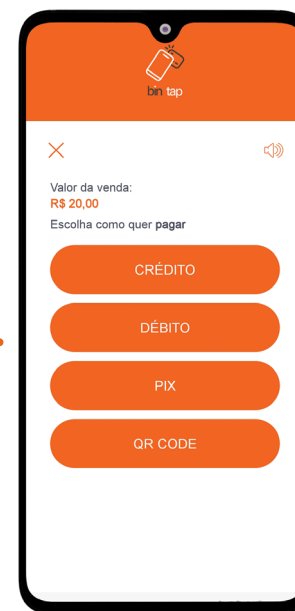 bin tap
Valor da venda:
R$ 20,00
Escolha como quer pagar
CRÉDITO
DÉBITO
PIX
QR CODE